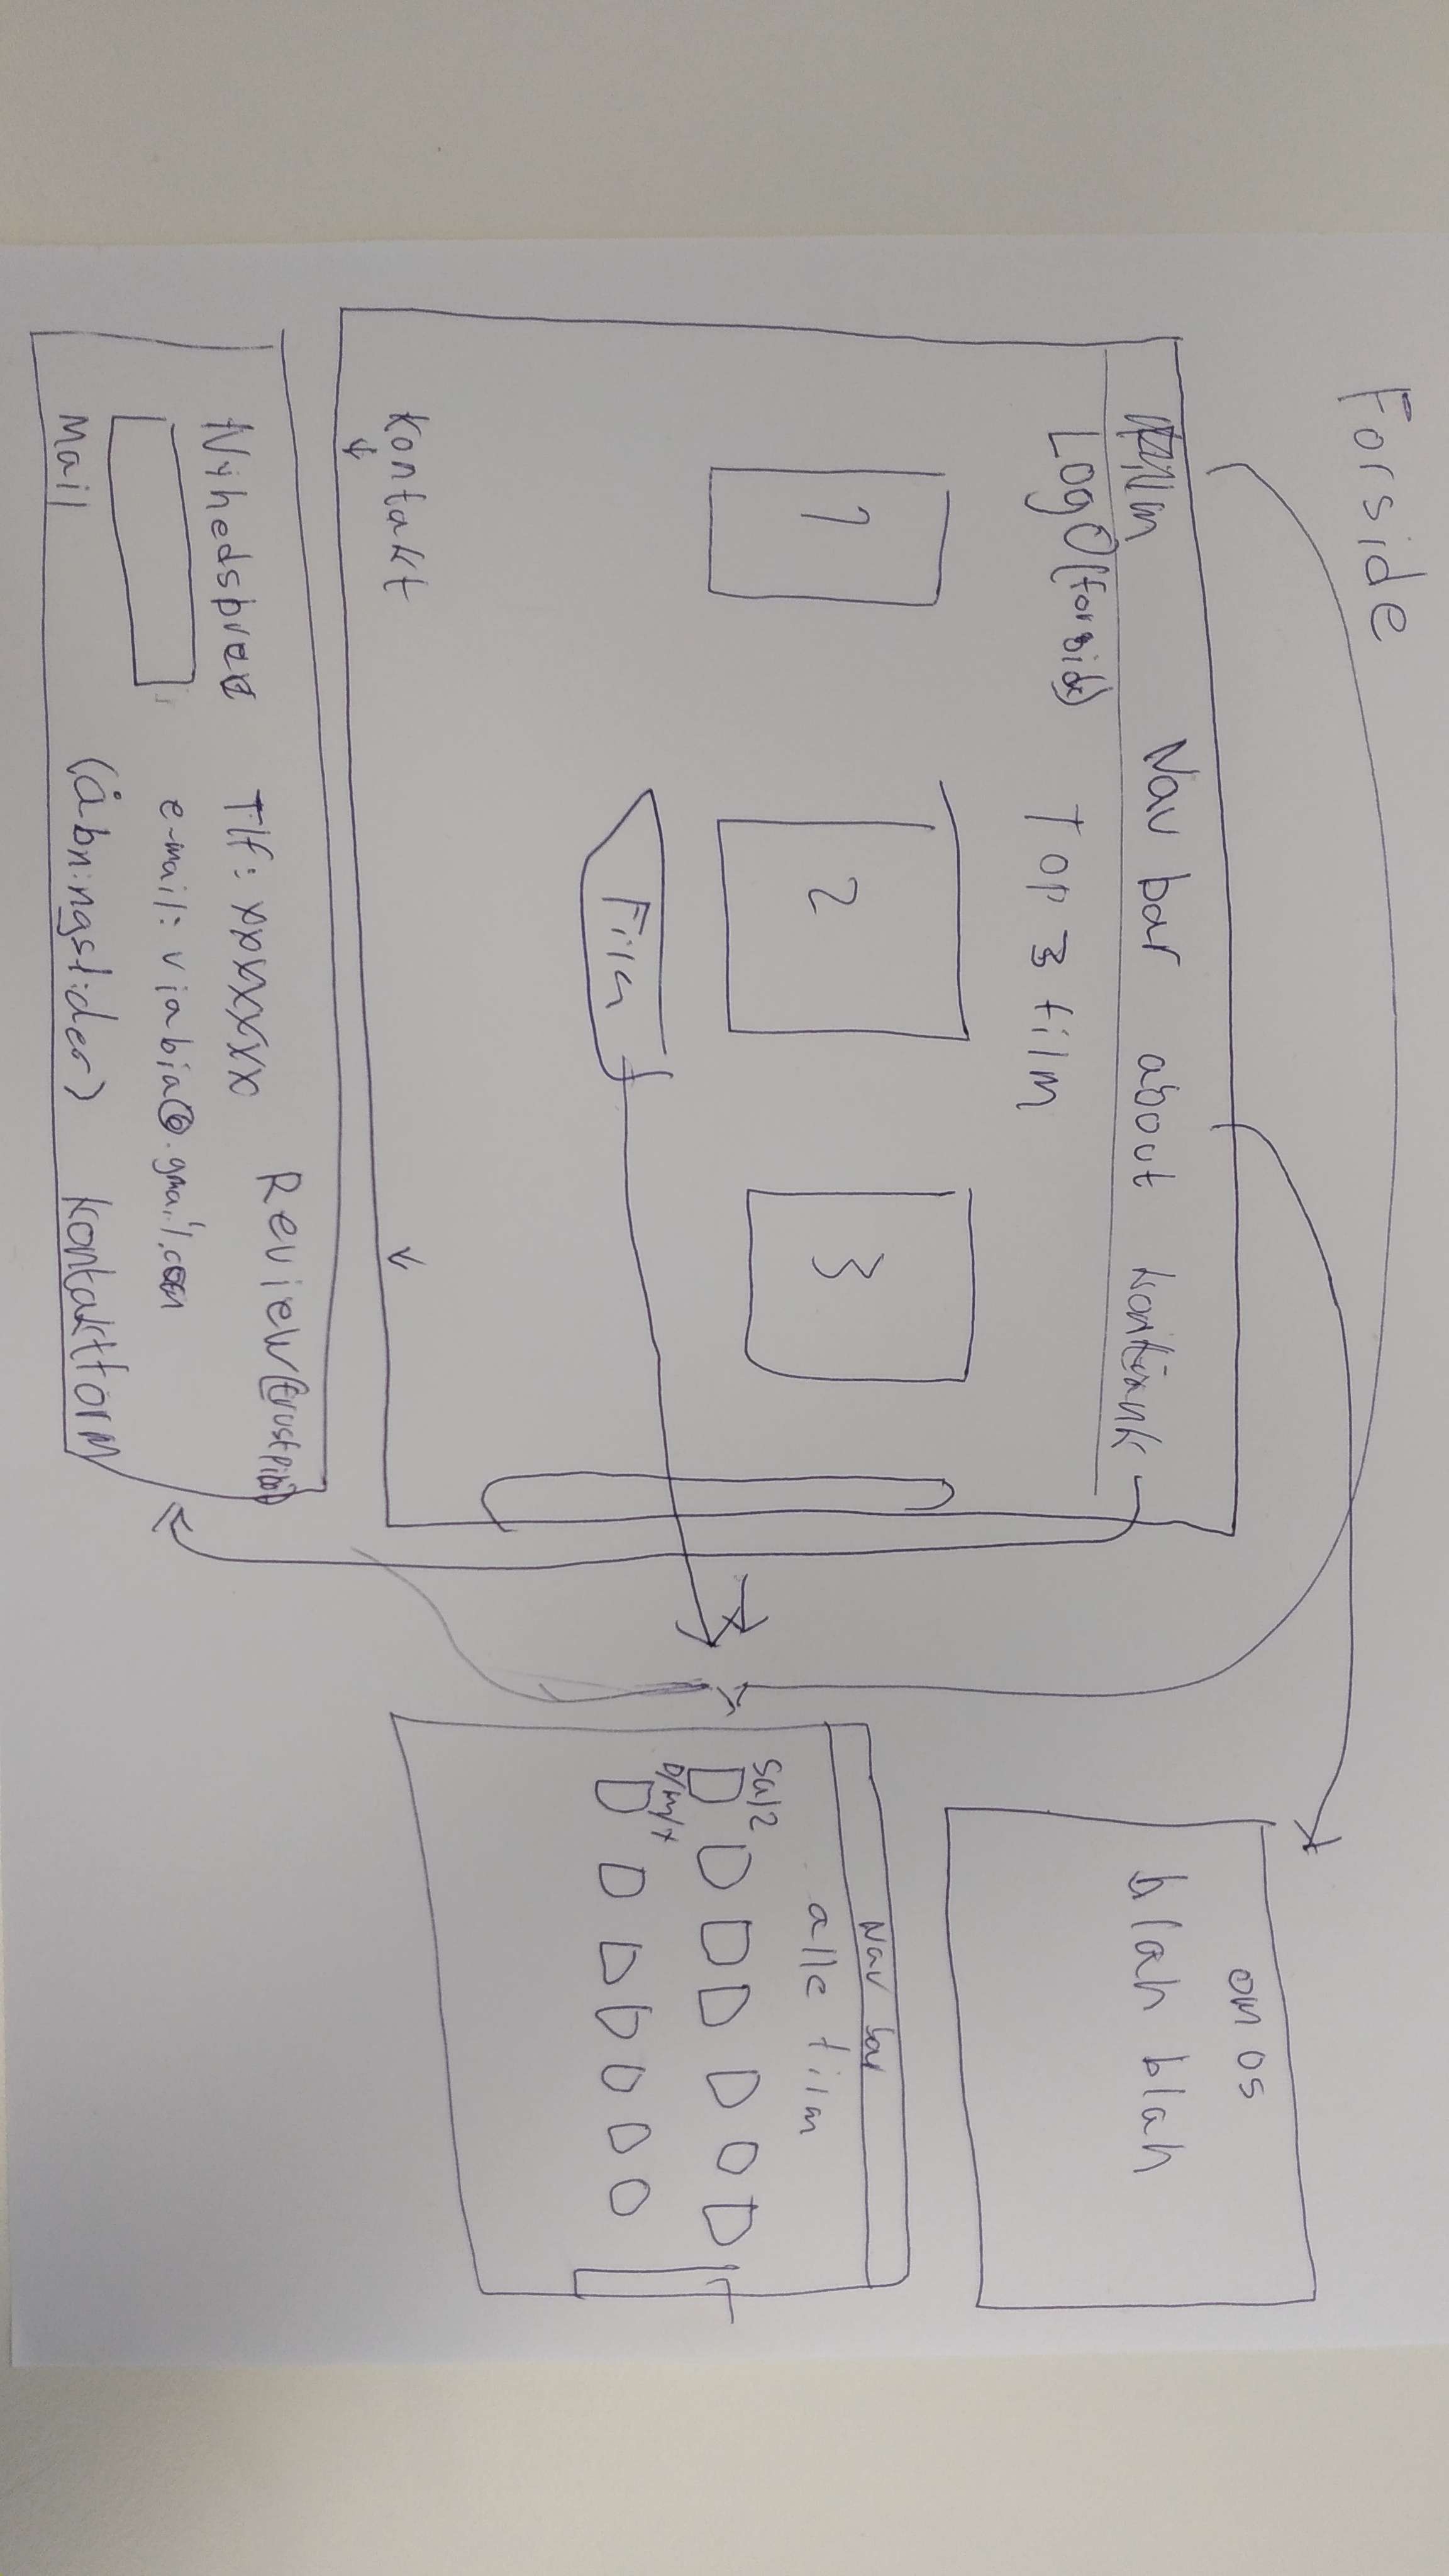 Forside
Film Nav bar about kontakt
Logo (forside) Top 3 film
1 2 3
Film
Kontakt
Nyhedsbrev Tlf: xxxxxxxx Review (trustpilot)
e-mail: viabia@.gmail.com
Mail (åbningstider) kontaktform
om os
blah blah
Nav bar
alle film
Sal 2